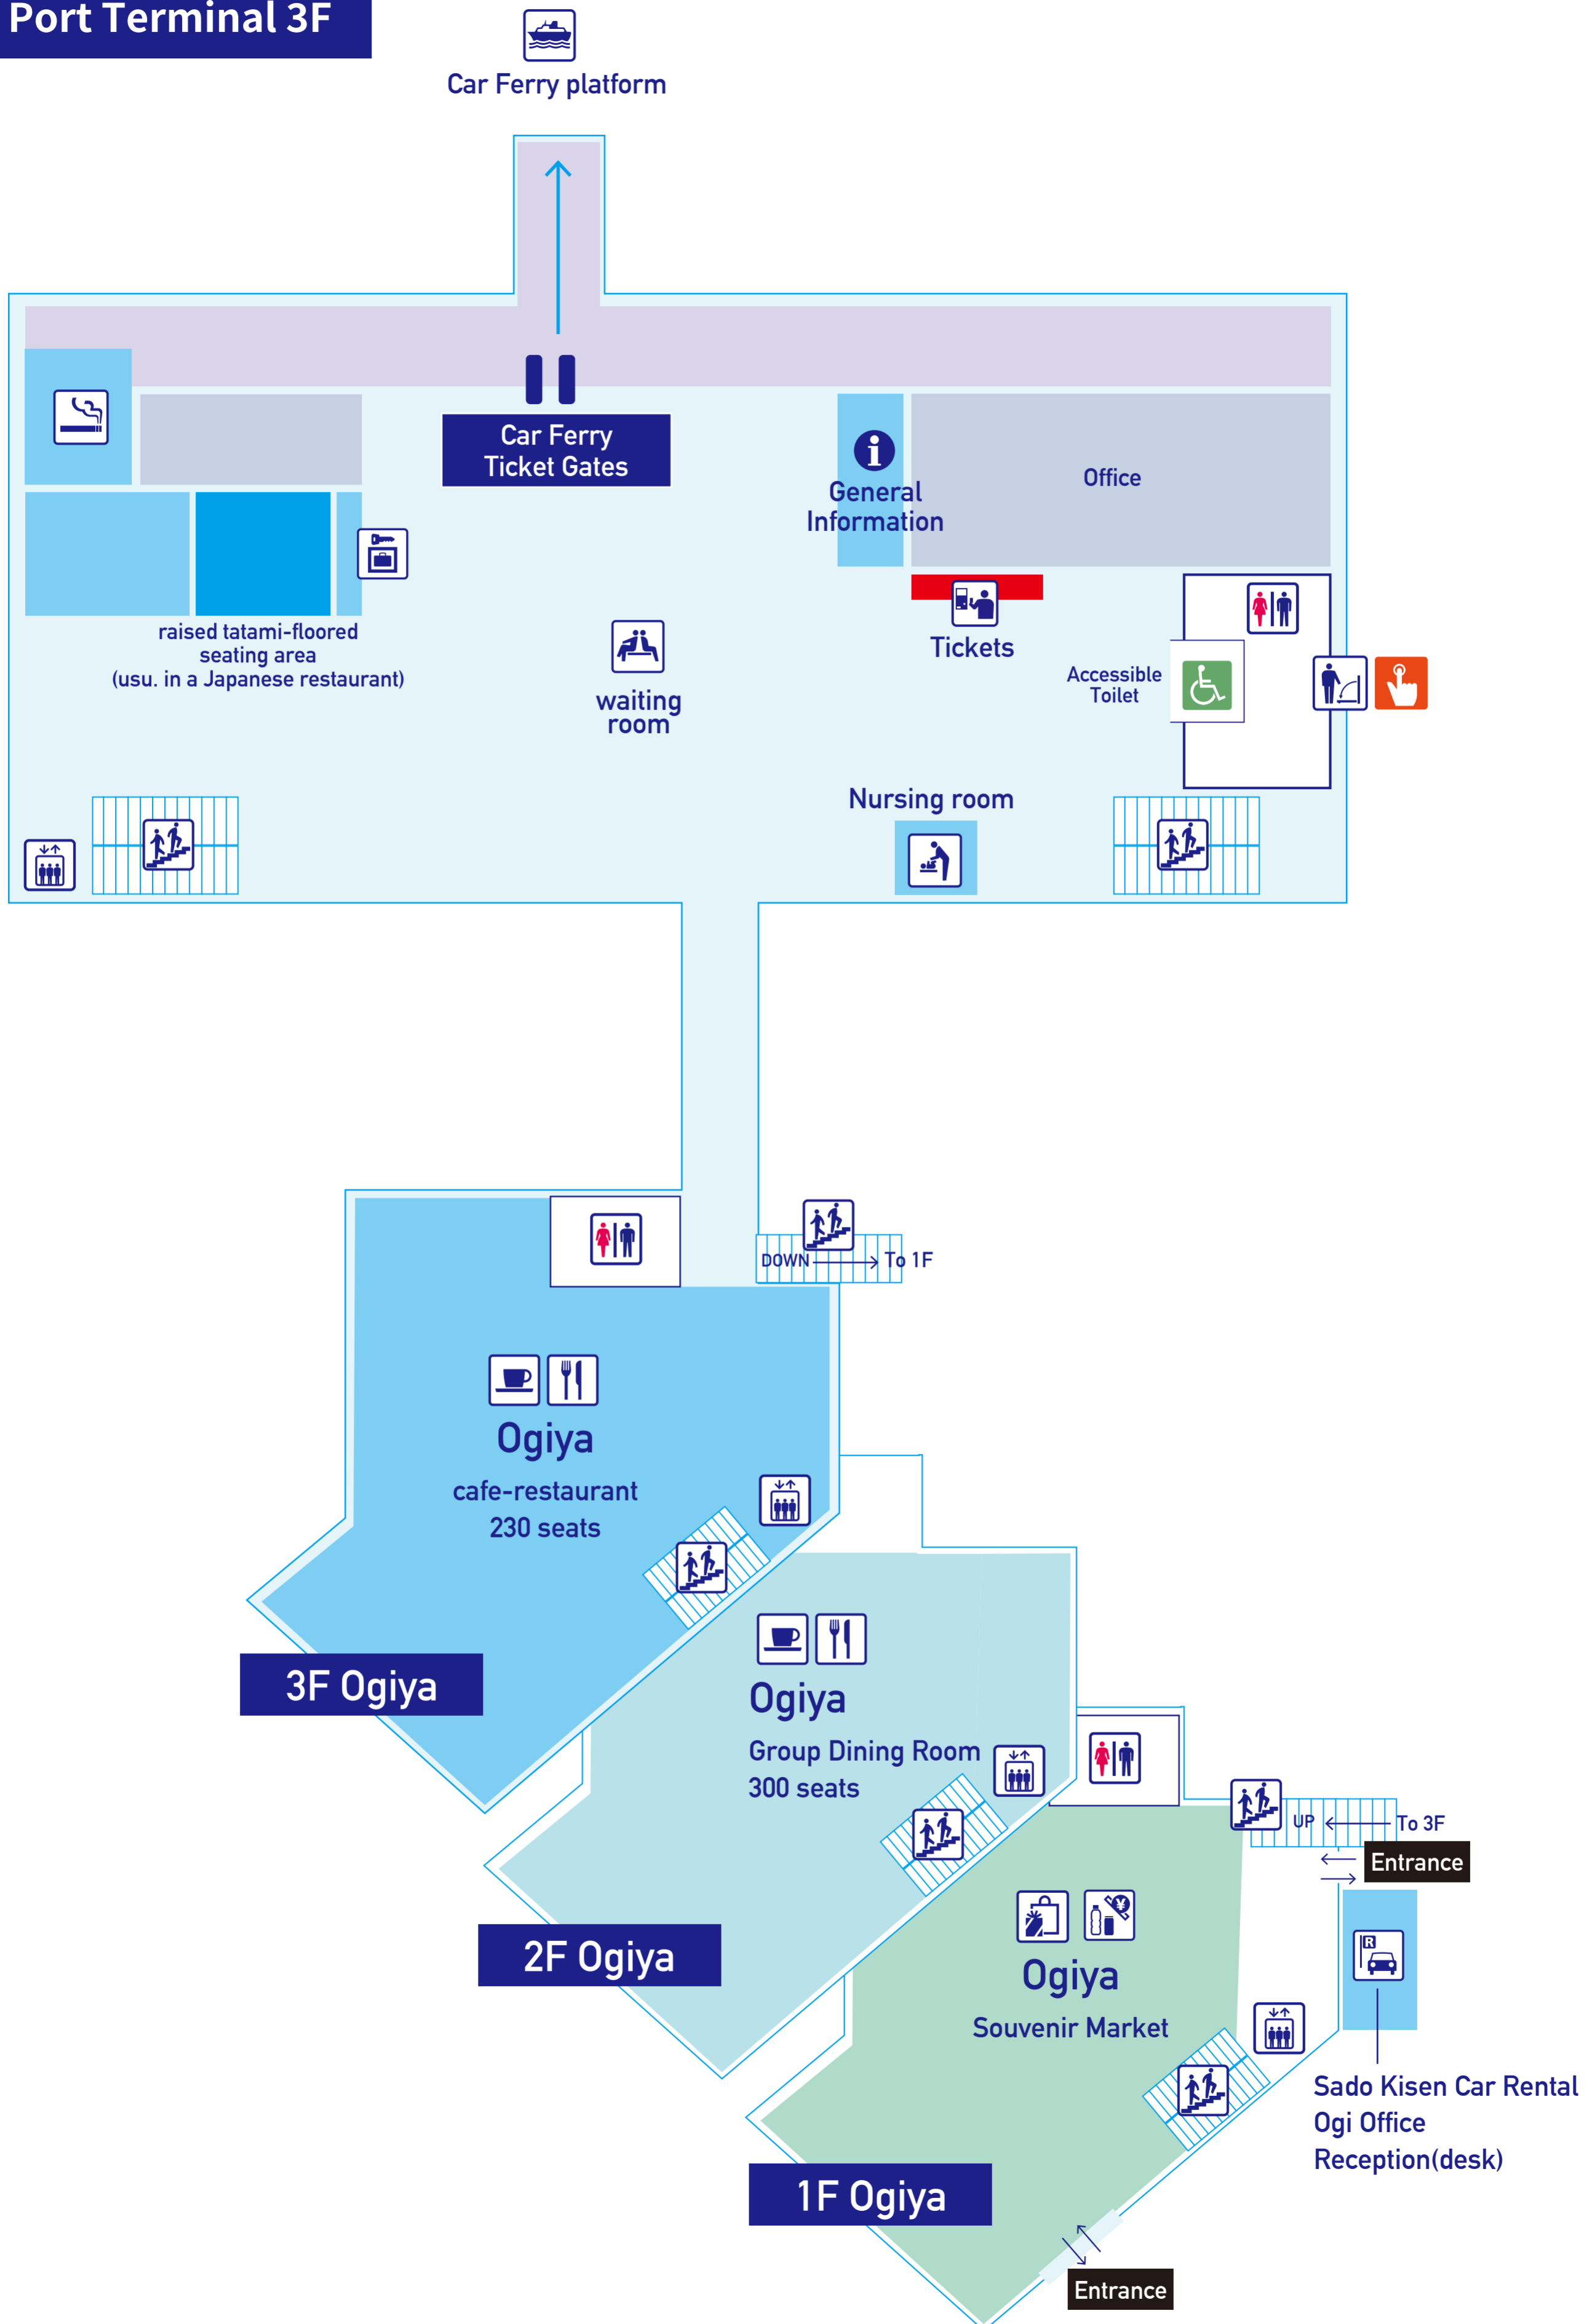 Port Terminal 3F
Car Ferry platform
Car Ferry
Ticket Gates
General
Information
Office
raised tatami-floored
seating area
(usu. in a Japanese restaurant)
waiting
room
Tickets
Accessible
Toilet
Nursing room
DOWN
To 1F
Ogiya
cafe-restaurant
230 seats
3F Ogiya
Ogiya
Group Dining Room
300 seats
2F Ogiya
UP
To 3F
Entrance
¥
R
Ogiya
Souvenir Market
Sado Kisen Car Rental
Ogi Office
Reception(desk)
1F Ogiya
Entrance